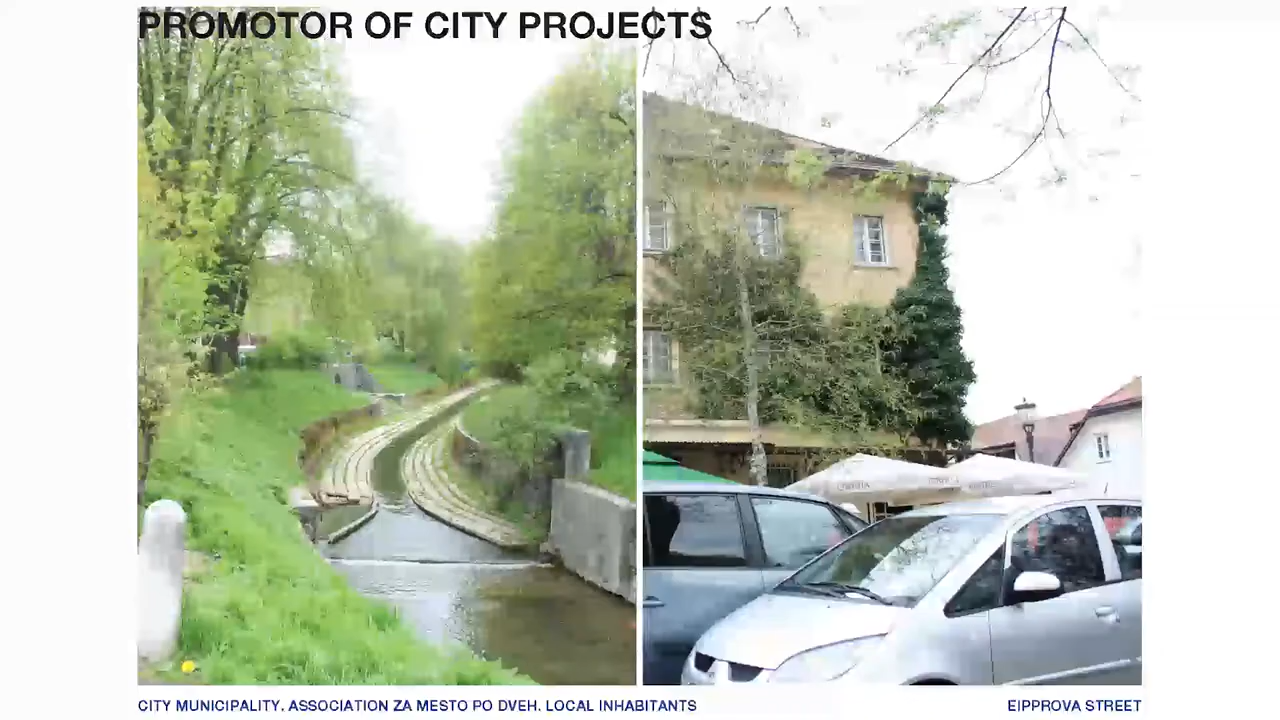 PROMOTOR OF CITY PROJECTS
CITY MUNICIPALITY. ASSOCIATION ZA MESTO PO DVEH. LOCAL INHABITANTS
EIPPROVA STREET